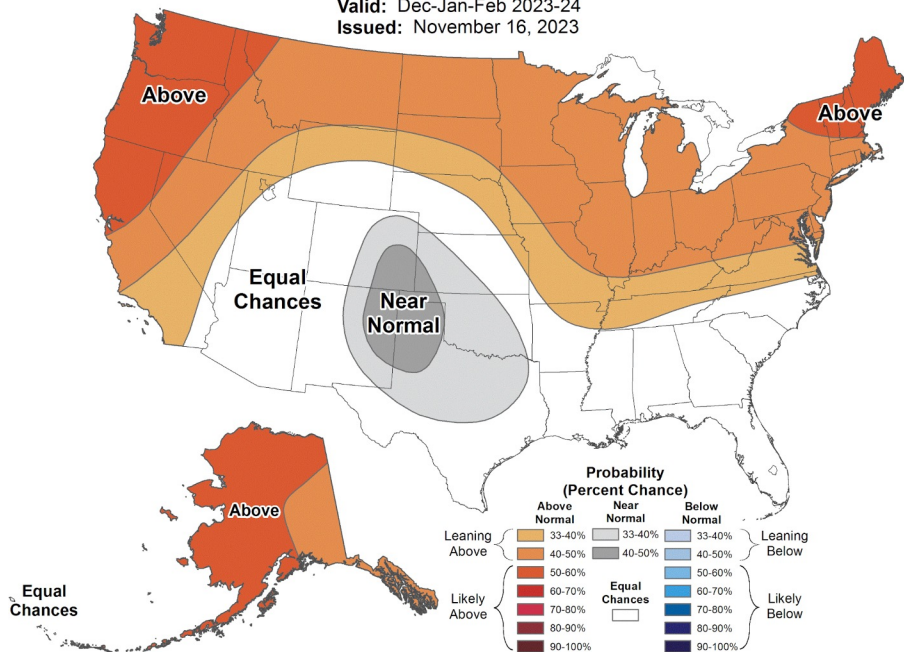 Valid: Dec-Jan-Feb 2023-24
Issued: November 16, 2023
Above
Above
Equal
Chances
Near
Normal
Above
Equal
Chances
Probability
(Percent Chance)
Above
Normal
Near
Normal
Below
Normal
Leaning
Above
33-40%
40-50%
33-40%
40-50%
33-40%
40-50%
Leaning
Below
Likely
Above
50-60%
60-70%
70-80%
80-90%
90-100%
Equal
Chances
50-60%
60-70%
70-80%
80-90%
90-100%
Likely
Below